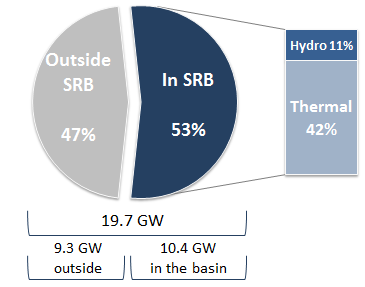 Outside
SRB
47%
In SRB
53%
Hydro 11%
Thermal
42%
19.7 GW
9.3 GW
outside
10.4 GW
in the basin